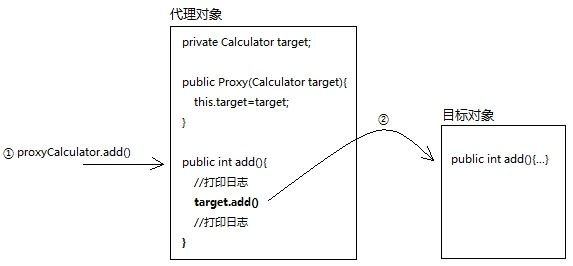 代理对象
private Calculator target;
public Proxy(Calculator target){
this.target=target;
}
① proxyCalculator.add()
public int add(){
//打印日志
target.add()
//打印日志
}
②
目标对象
public int add(){...}